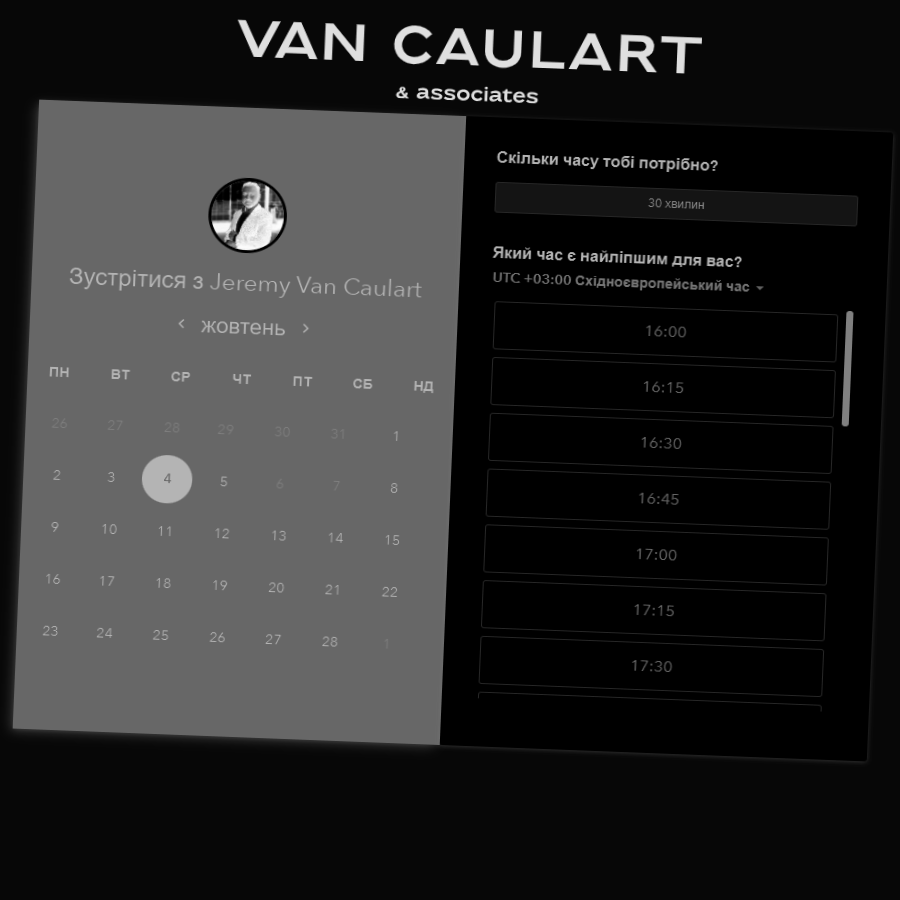 VAN CAULART
& associates
Зустрітися з Jeremy Van Caulart
жовтень
ПН ВТ СР ЧТ ПТ СБ НД
26 27 28 29 30 31 1
2 3 4 5 6 7 8
9 10 11 12 13 14 15
16 17 18 19 20 21 22
23 24 25 26 27 28 1
Скільки часу тобі потрібно?
30 хвилин
Який час є найліпшим для вас?
UTC +03:00 Східноєвропейський час
16:00
16:15
16:30
16:45
17:00
17:15
17:30